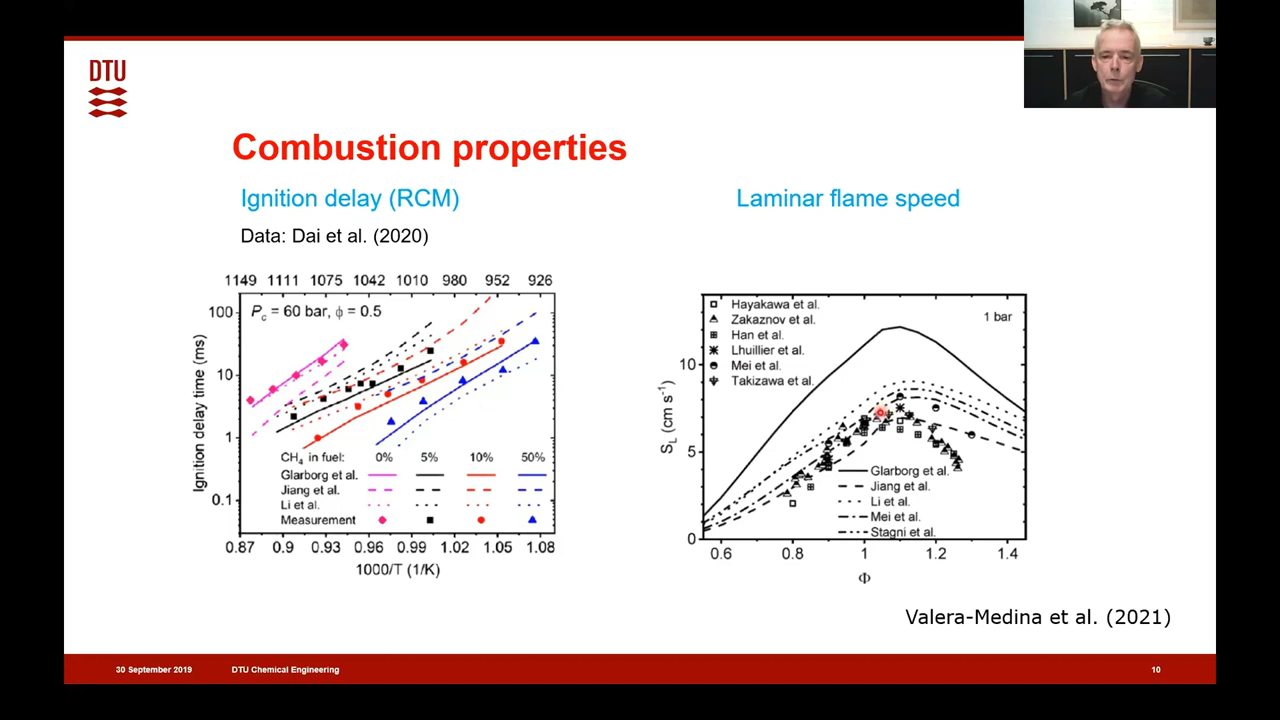 DTU
Combustion properties
Ignition delay (RCM)
Data: Dai et al. (2020)
1149 1111 1075 1042 1010 980 952 926
Pc = 60 bar, ϕ = 0.5
100
10
1
0.1
Ignition delay time (ms)
CH4 in fuel: 0% 5% 10% 50%
Glarborg et al.
Jiang et al.
Li et al.
Measurement
0.87 0.9 0.93 0.96 0.99 1.02 1.05 1.08
1000/T (1/K)
Laminar flame speed
Hayakawa et al.
Zakaznov et al.
Han et al.
Lhuillier et al.
Mei et al.
Takizawa et al.
1 bar
10
5
0
SL (cm s-1)
Glarborg et al.
Jiang et al.
Li et al.
Mei et al.
Stagni et al.
0.6 0.8 1 1.2 1.4
Φ
Valera-Medina et al. (2021)
30 September 2019 DTU Chemical Engineering 10